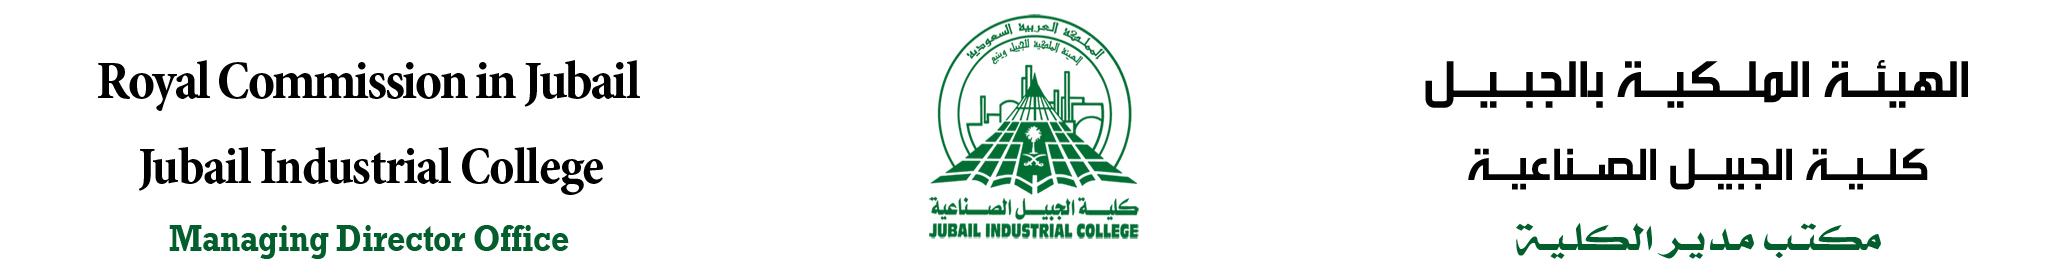 Royal Commission in Jubail
Jubail Industrial College
Managing Director Office
المملكة العربية السعودية
الهيئة الملكية للجبيل وينبع
كلية الجبيل الصناعية
JUBAIL INDUSTRIAL COLLEGE
الهيئة الملكية بالجبيل
كلية الجبيل الصناعية
مكتب مدير الكلية